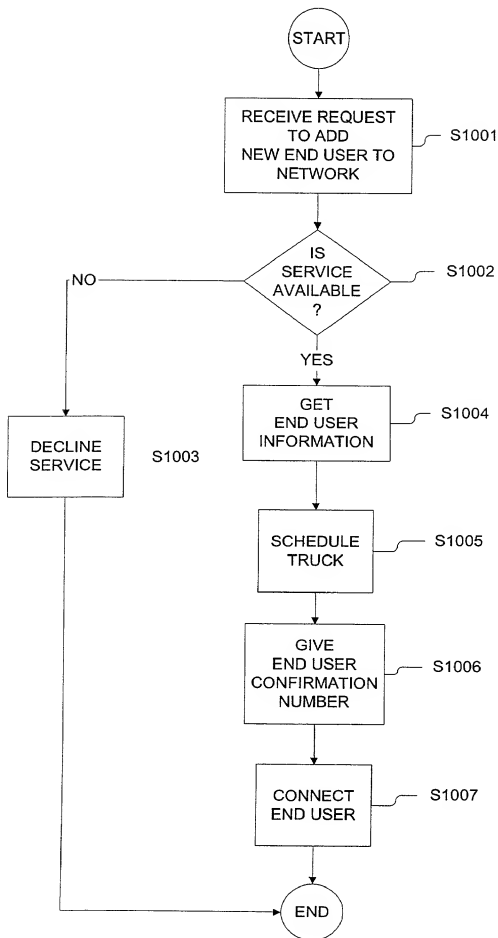 START
RECEIVE REQUEST
TO ADD
NEW END USER TO
NETWORK
S1001
IS
SERVICE
AVAILABLE
?
S1002
NO
YES
GET
END USER
INFORMATION
S1004
DECLINE
SERVICE
S1003
SCHEDULE
TRUCK
S1005
GIVE
END USER
CONFIRMATION
NUMBER
S1006
CONNECT
END USER
S1007
END